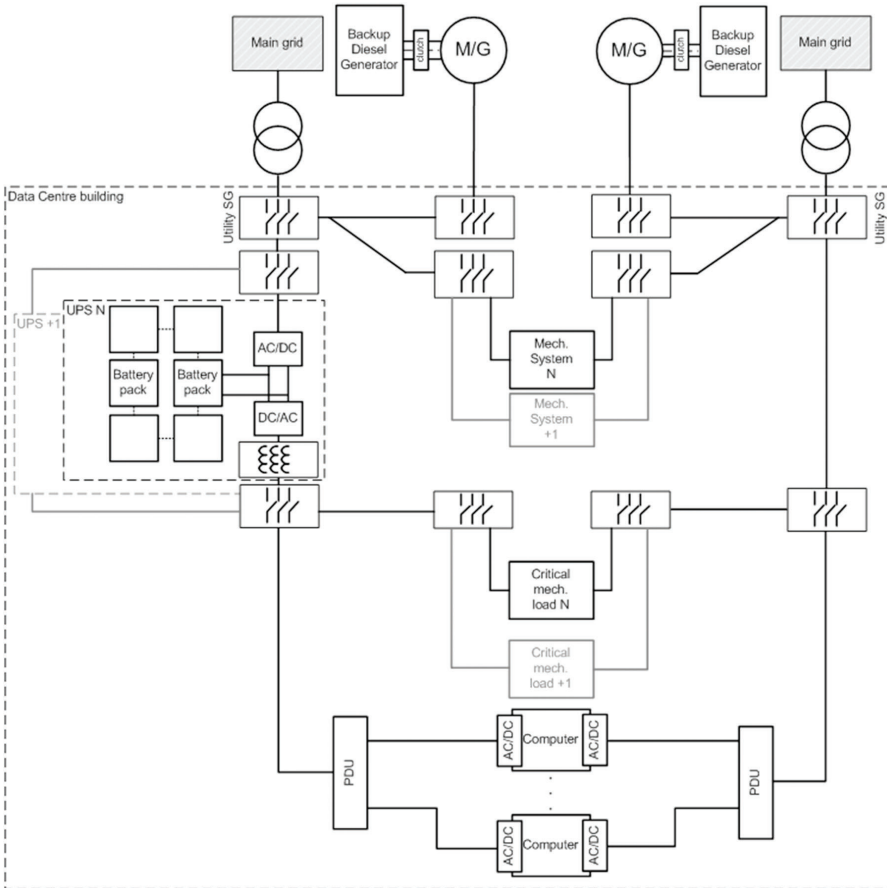 Main grid
Backup
Diesel
Generator
clutch
M/G
M/G
clutch
Backup
Diesel
Generator
Main grid
Data Centre building
Utility SG
Utility SG
UPS N
UPS +1
AC/DC
Battery
pack
Battery
pack
DC/AC
Mech.
System
N
Mech.
System
+1
Critical
mech.
load N
Critical
mech.
load +1
PDU
AC/DC
Computer
AC/DC
PDU
AC/DC
Computer
AC/DC